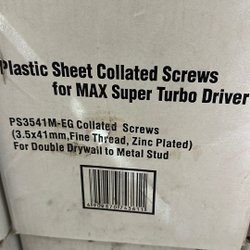 Plastic Sheet Collated Screws
for MAX Super Turbo Driver
PS3541M-EG Collated Screws
(3.5x41mm,Fine Thread, Zinc Plated)
For Double Drywall to Metal Stud